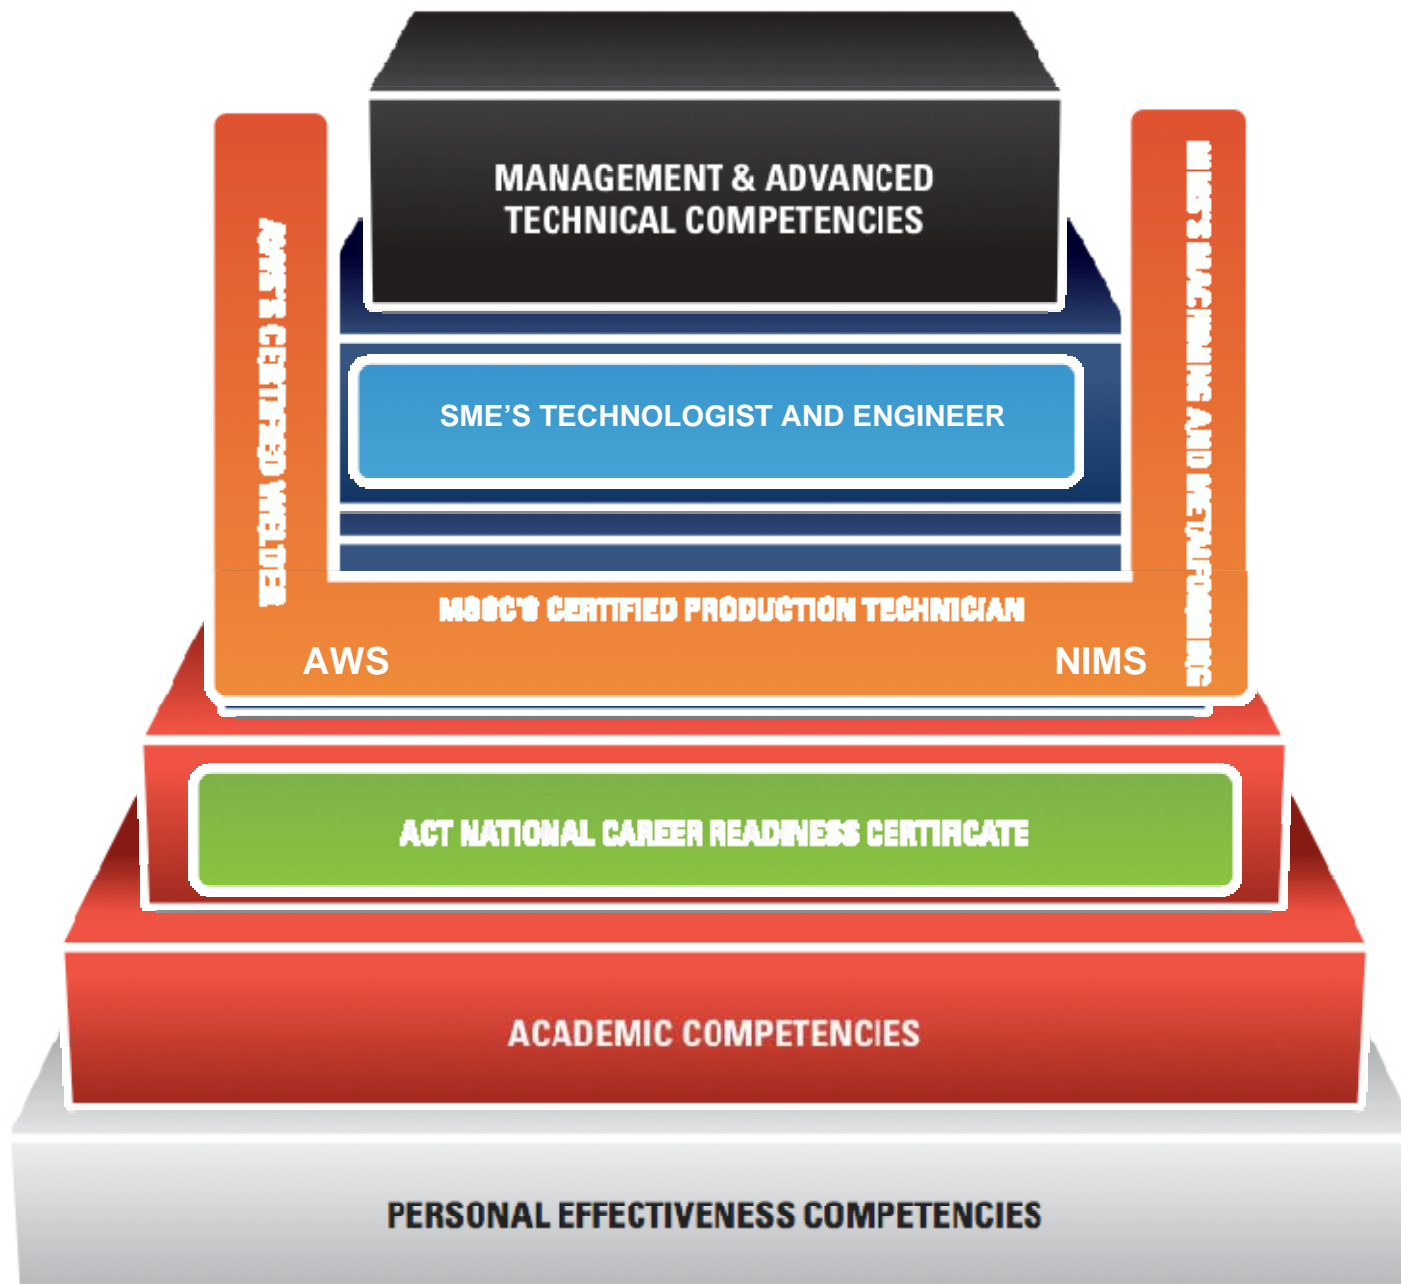 MANAGEMENT & ADVANCED
TECHNICAL COMPETENCIES
AWS'S CERTIFIED WELDER
NIMS'S MACHINING AND METALFORMING
SME'S TECHNOLOGIST AND ENGINEER
MSSC'S CERTIFIED PRODUCTION TECHNICIAN
AWS
NIMS
ACT NATIONAL CAREER READINESS CERTIFICATE
ACADEMIC COMPETENCIES
PERSONAL EFFECTIVENESS COMPETENCIES